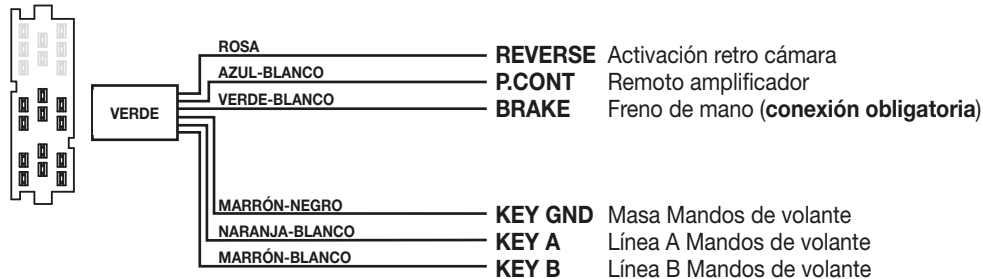 ROSA REVERSE Activación retro cámara
AZUL-BLANCO P.CONT Remoto amplificador
VERDE-BLANCO BRAKE Freno de mano (conexión obligatoria)
VERDE
MARRÓN-NEGRO KEY GND Masa Mandos de volante
NARANJA-BLANCO KEY A Línea A Mandos de volante
MARRÓN-BLANCO KEY B Línea B Mandos de volante